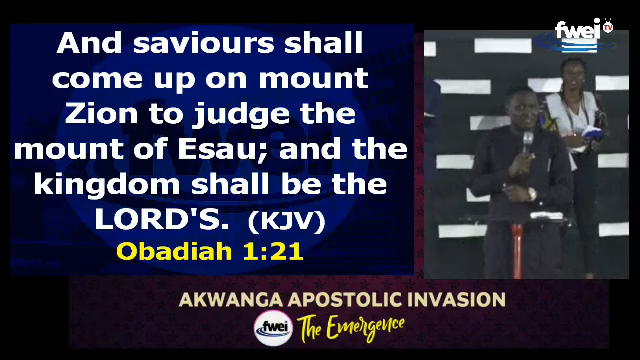 And saviours shall
come up on mount
Zion to judge the
mount of Esau; and the
kingdom shall be the
LORD'S. (KJV)
Obadiah 1:21
fwei TV
AKWANGA APOSTOLIC INVASION
fwei The Emergence